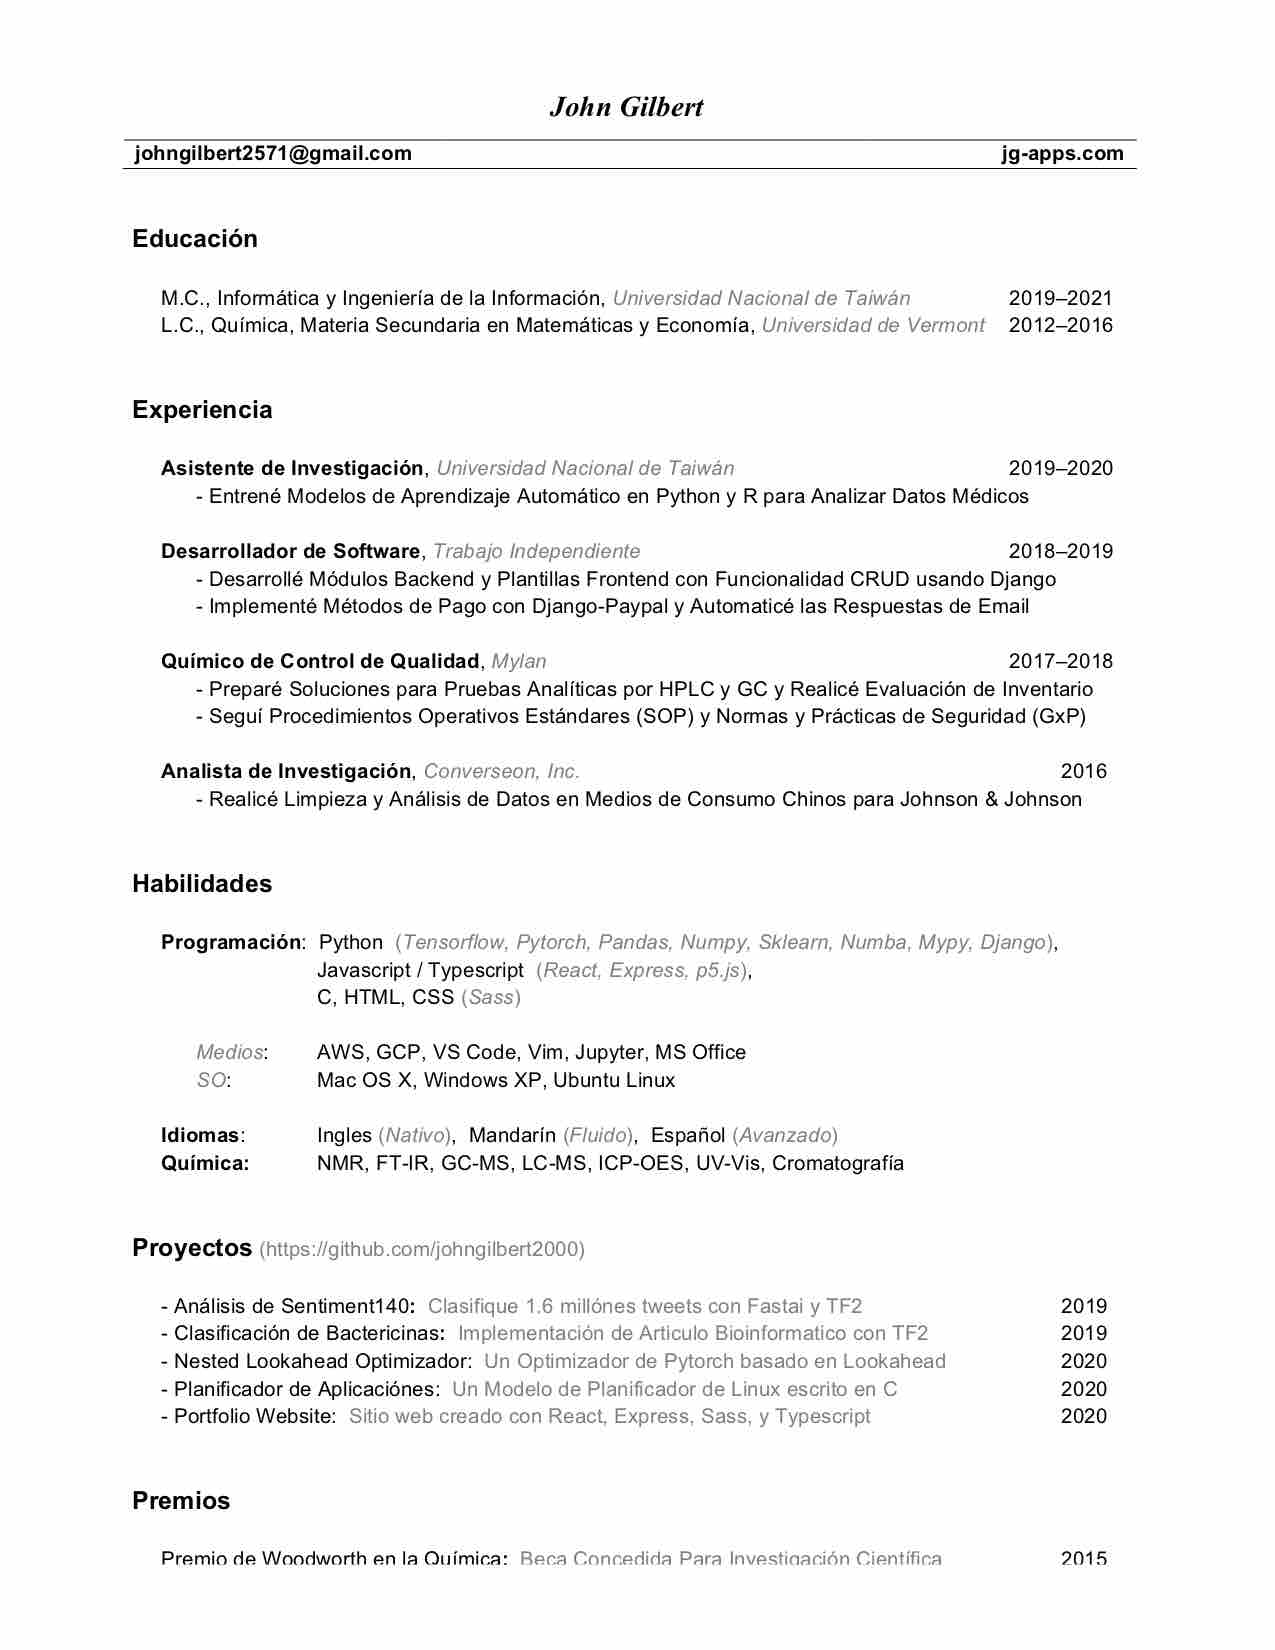 John Gilbert
johngilbert2571@gmail.com jg-apps.com
Educación
M.C., Informática y Ingeniería de la Información, Universidad Nacional de Taiwán 2019–2021
L.C., Química, Materia Secundaria en Matemáticas y Economía, Universidad de Vermont 2012–2016
Experiencia
Asistente de Investigación, Universidad Nacional de Taiwán 2019–2020
- Entrené Modelos de Aprendizaje Automático en Python y R para Analizar Datos Médicos
Desarrollador de Software, Trabajo Independiente 2018–2019
- Desarrollé Módulos Backend y Plantillas Frontend con Funcionalidad CRUD usando Django
- Implementé Métodos de Pago con Django-Paypal y Automaticé las Respuestas de Email
Químico de Control de Qualidad, Mylan 2017–2018
- Preparé Soluciones para Pruebas Analíticas por HPLC y GC y Realicé Evaluación de Inventario
- Seguí Procedimientos Operativos Estándares (SOP) y Normas y Prácticas de Seguridad (GxP)
Analista de Investigación, Converseon, Inc. 2016
- Realicé Limpieza y Análisis de Datos en Medios de Consumo Chinos para Johnson & Johnson
Habilidades
Programación: Python (Tensorflow, Pytorch, Pandas, Numpy, Sklearn, Numba, Mypy, Django),
Javascript / Typescript (React, Express, p5.js),
C, HTML, CSS (Sass)
Medios: AWS, GCP, VS Code, Vim, Jupyter, MS Office
SO: Mac OS X, Windows XP, Ubuntu Linux
Idiomas: Ingles (Nativo), Mandarín (Fluido), Español (Avanzado)
Química: NMR, FT-IR, GC-MS, LC-MS, ICP-OES, UV-Vis, Cromatografía
Proyectos (https://github.com/johngilbert2000)
- Análisis de Sentiment140: Clasifique 1.6 millónes tweets con Fastai y TF2 2019
- Clasificación de Bactericinas: Implementación de Articulo Bioinformatico con TF2 2019
- Nested Lookahead Optimizador: Un Optimizador de Pytorch basado en Lookahead 2020
- Planificador de Aplicaciónes: Un Modelo de Planificador de Linux escrito en C 2020
- Portfolio Website: Sitio web creado con React, Express, Sass, y Typescript 2020
Premios
Premio de Woodworth en la Química: Beca Concedida Para Investigación Científica 2015